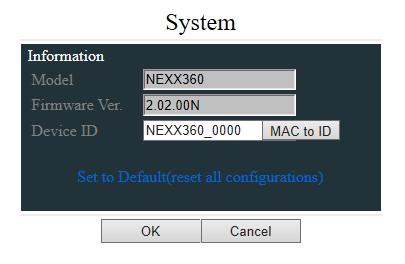 System
Information
Model NEXX360
Firmware Ver. 2.02.00N
Device ID NEXX360_0000 MAC to ID
Set to Default(reset all configurations)
OK Cancel